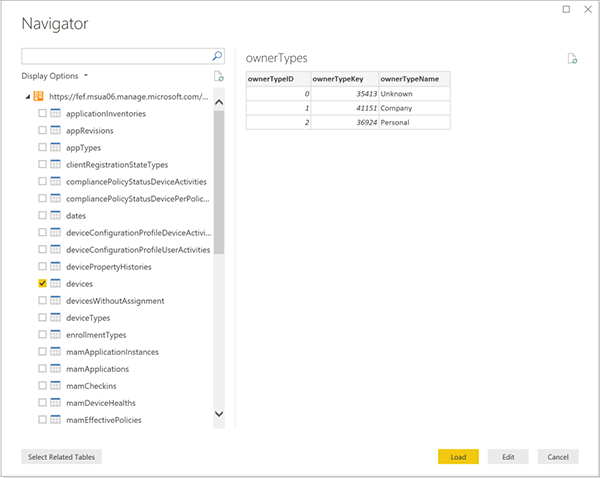 Navigator
Display Options
https://fef.msua06.manage.microsoft.com/...
applicationInventories
appRevisions
appTypes
clientRegistrationStateTypes
compliancePolicyStatusDeviceActivities
compliancePolicyStatusDevicePerPolic...
dates
deviceConfigurationProfileDeviceActivi...
deviceConfigurationProfileUserActivities
devicePropertyHistories
devices
devicesWithoutAssignment
deviceTypes
enrollmentTypes
mamApplicationInstances
mamApplications
mamCheckins
mamDeviceHealths
mamEffectivePolicies
Select Related Tables
ownerTypes
ownerTypeID ownerTypeKey ownerTypeName
0 35413 Unknown
1 41151 Company
2 36924 Personal
Load Edit Cancel